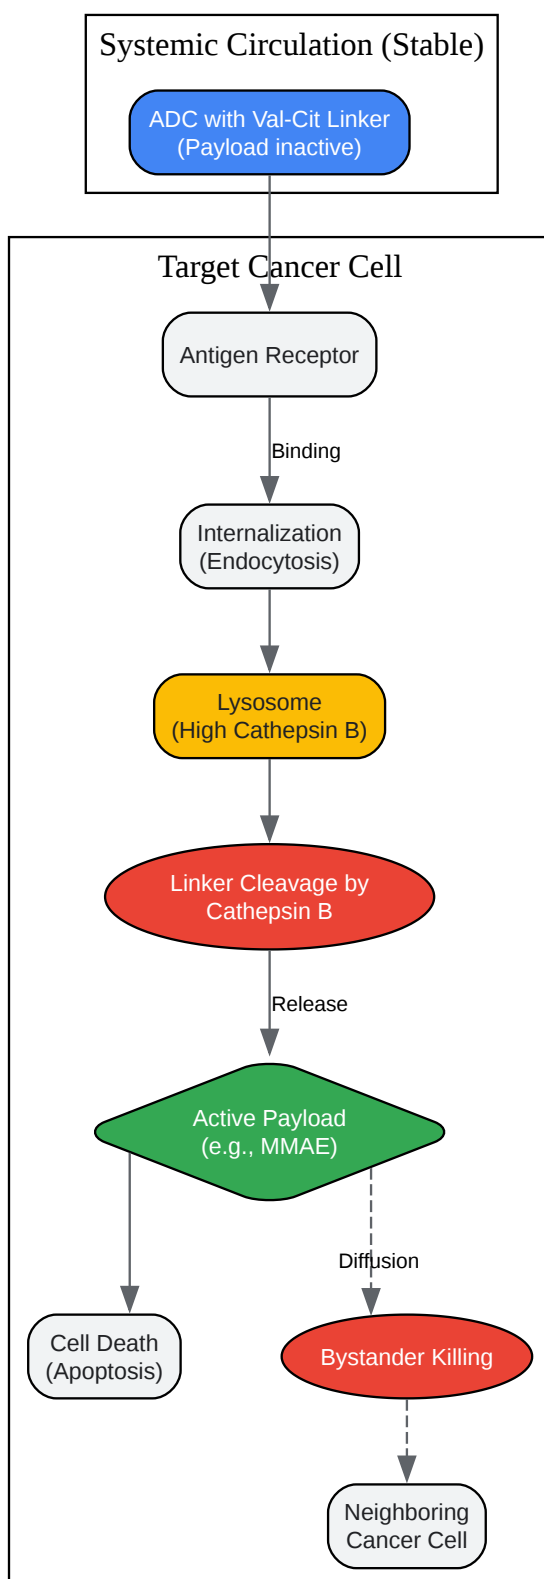 Systemic Circulation (Stable)
ADC with Val-Cit Linker
(Payload inactive)
Target Cancer Cell
Antigen Receptor
Binding
Internalization
(Endocytosis)
Lysosome
(High Cathepsin B)
Linker Cleavage by
Cathepsin B
Release
Active Payload
(e.g., MMAE)
Diffusion
Cell Death
(Apoptosis)
Bystander Killing
Neighboring
Cancer Cell